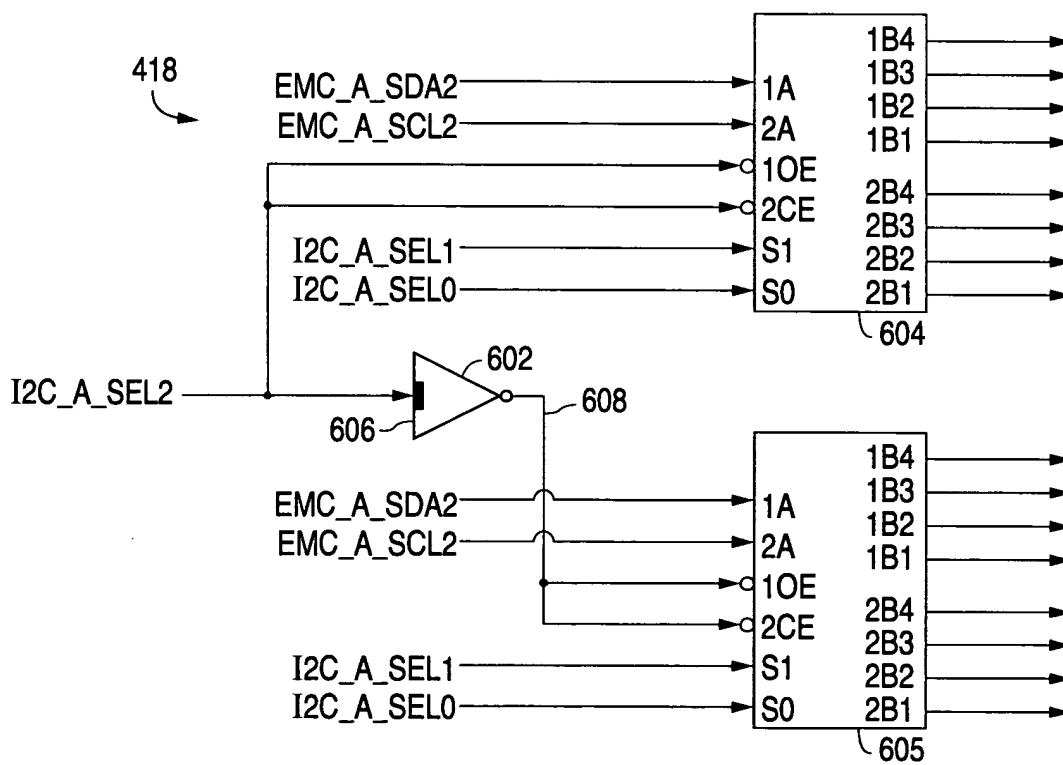 418
EMC_A_SDA2
EMC_A_SCL2
I2C_A_SEL1
I2C_A_SEL0
1A
2A
1OE
2CE
S1
S0
1B4
1B3
1B2
1B1
2B4
2B3
2B2
2B1
604
I2C_A_SEL2
602
606
608
EMC_A_SDA2
EMC_A_SCL2
I2C_A_SEL1
I2C_A_SEL0
1A
2A
1OE
2CE
S1
S0
1B4
1B3
1B2
1B1
2B4
2B3
2B2
2B1
605